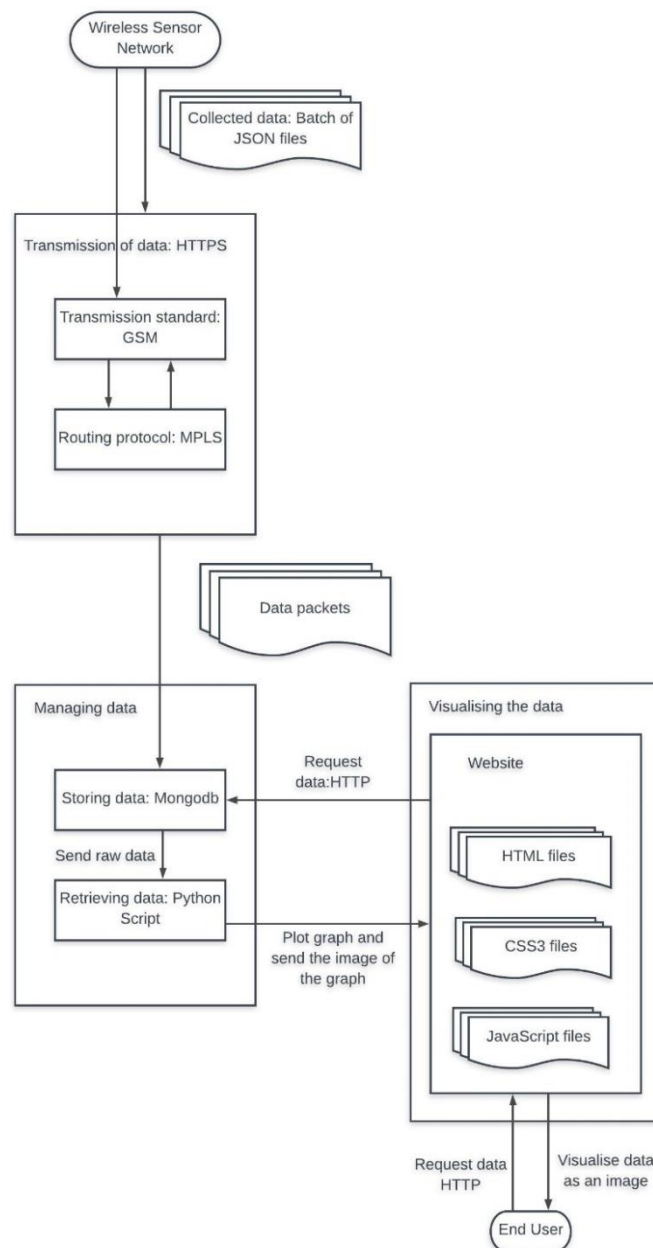 Wireless Sensor
Network
Collected data: Batch of
JSON files
Transmission of data: HTTPS
Transmission standard:
GSM
Routing protocol: MPLS
Data packets
Managing data
Storing data: Mongodb
Send raw data
Retrieving data: Python
Script
Request
data:HTTP
Plot graph and
send the image of
the graph
Visualising the data
Website
HTML files
CSS3 files
JavaScript files
Request data
HTTP
Visualise data
as an image
End User